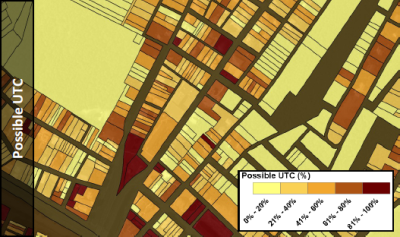 Possible UTC
Possible UTC (%)
0% - 20%
21% - 40%
41% - 60%
61% - 80%
81% - 100%